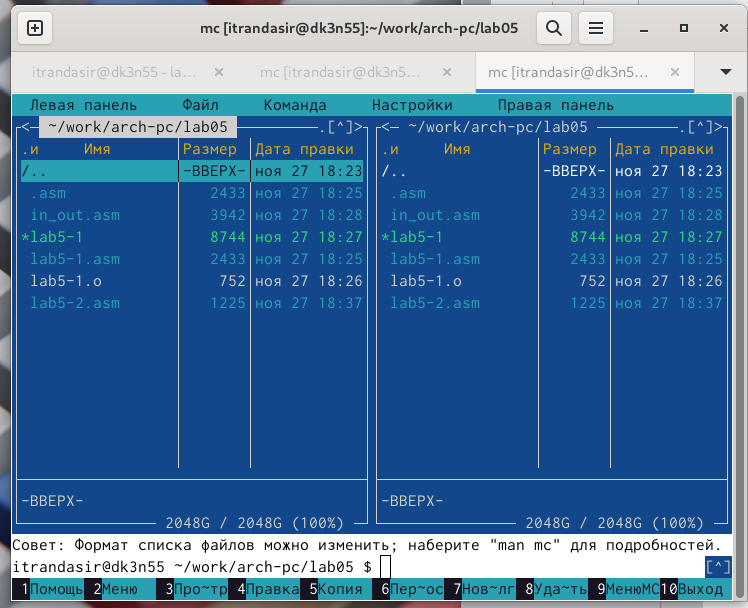 mc [itrandasir@dk3n55]:~/work/arch-pc/lab05
itrandasir@dk3n55 - la... × mc [itrandasir@dk3n5... × mc [itrandasir@dk3n5... ×
Левая панель Файл Команда Настройки Правая панель
<─ ~/work/arch-pc/lab05 ─.[^]>
.и Имя Размер Дата правки
/.. -ВВЕРХ- ноя 27 18:23
.asm 2433 ноя 27 18:25
in_out.asm 3942 ноя 27 18:28
*lab5-1 8744 ноя 27 18:27
lab5-1.asm 2433 ноя 27 18:25
lab5-1.o 752 ноя 27 18:26
lab5-2.asm 1225 ноя 27 18:37
-ВВЕРХ-
2048G / 2048G (100%)
<─ ~/work/arch-pc/lab05 ─.[^]>
.и Имя Размер Дата правки
/.. -ВВЕРХ- ноя 27 18:23
.asm 2433 ноя 27 18:25
in_out.asm 3942 ноя 27 18:28
*lab5-1 8744 ноя 27 18:27
lab5-1.asm 2433 ноя 27 18:25
lab5-1.o 752 ноя 27 18:26
lab5-2.asm 1225 ноя 27 18:37
-ВВЕРХ-
2048G / 2048G (100%)
Совет: Формат списка файлов можно изменить; наберите "man mc" для подробностей.
itrandasir@dk3n55 ~/work/arch-pc/lab05 $ [^]
1Помощь 2Меню 3Про~тр 4Правка 5Копия 6Пер~ос 7Нов~лг 8Уда~ть 9МенюМС 10Выход